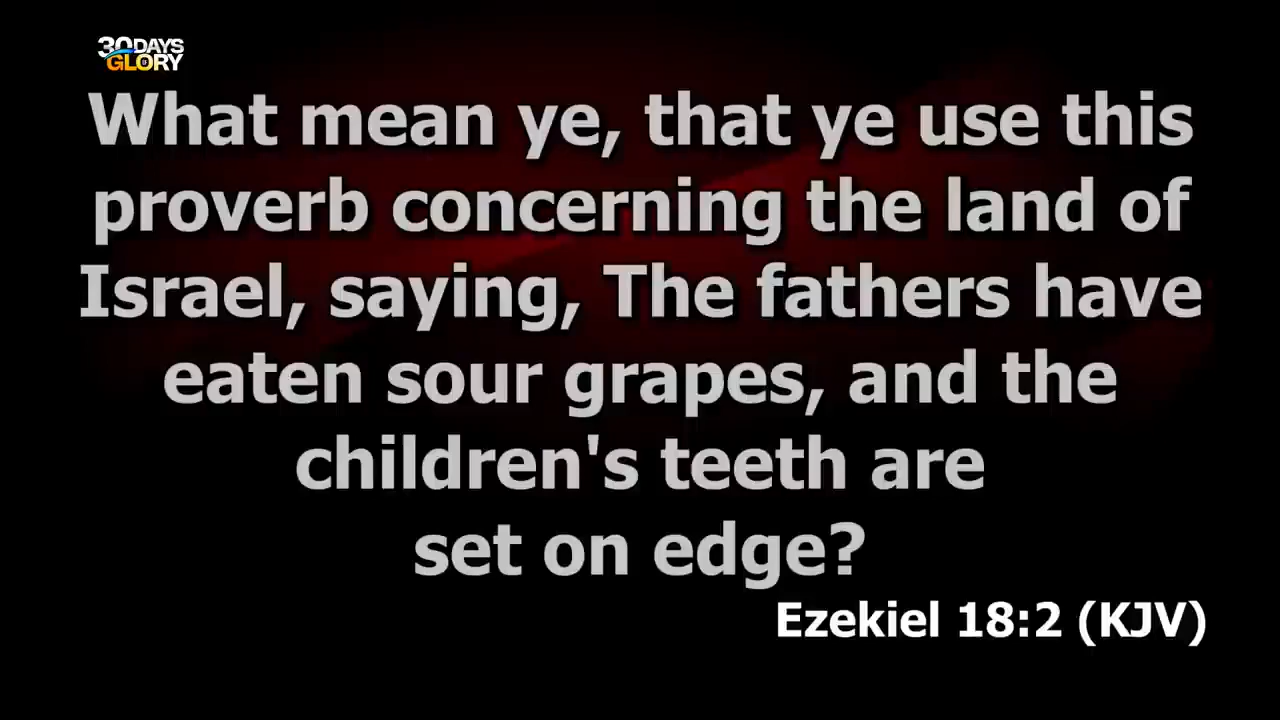 30DAYS
OF GLORY
What mean ye, that ye use this
proverb concerning the land of
Israel, saying, The fathers have
eaten sour grapes, and the
children's teeth are
set on edge?
Ezekiel 18:2 (KJV)